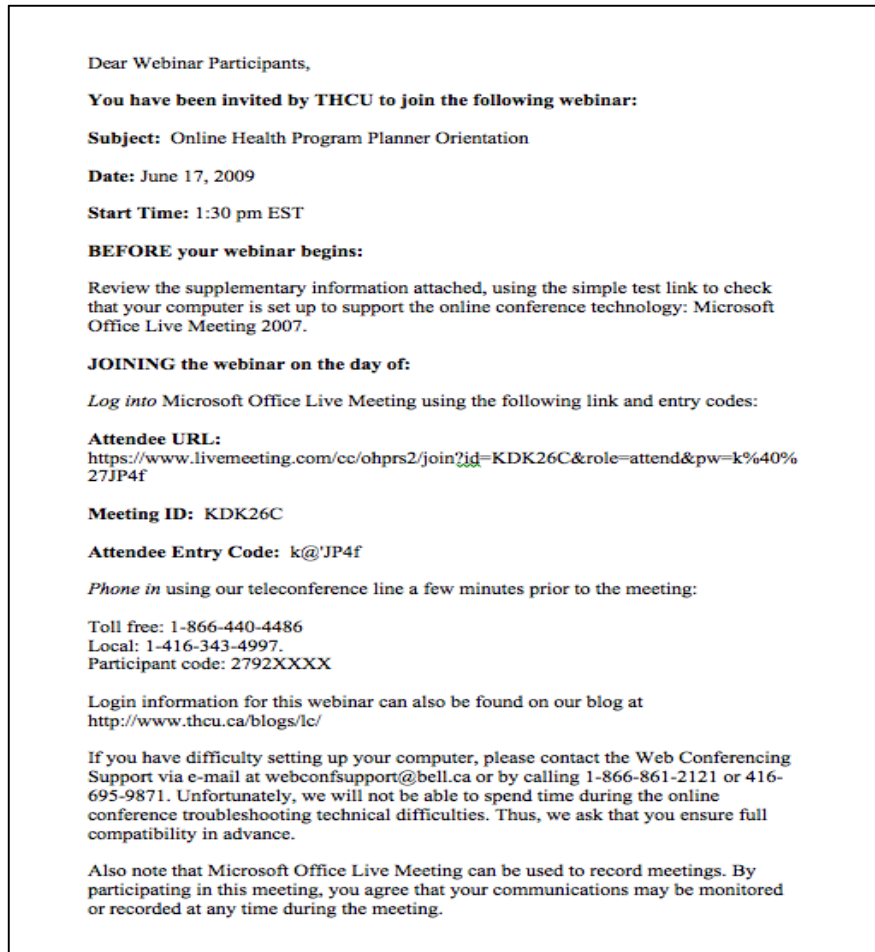 Dear Webinar Participants,
You have been invited by THCU to join the following webinar:
Subject: Online Health Program Planner Orientation
Date: June 17, 2009
Start Time: 1:30 pm EST
BEFORE your webinar begins:
Review the supplementary information attached, using the simple test link to check
that your computer is set up to support the online conference technology: Microsoft
Office Live Meeting 2007.
JOINING the webinar on the day of:
Log into Microsoft Office Live Meeting using the following link and entry codes:
Attendee URL:
https://www.livemeeting.com/cc/ohprs2/join?id=KDK26C&role=attend&pw=k%40%
27JP4f
Meeting ID: KDK26C
Attendee Entry Code: k@'JP4f
Phone in using our teleconference line a few minutes prior to the meeting:
Toll free: 1-866-440-4486
Local: 1-416-343-4997.
Participant code: 2792XXXX
Login information for this webinar can also be found on our blog at
http://www.thcu.ca/blogs/lc/
If you have difficulty setting up your computer, please contact the Web Conferencing
Support via e-mail at webconfsupport@bell.ca or by calling 1-866-861-2121 or 416-
695-9871. Unfortunately, we will not be able to spend time during the online
conference troubleshooting technical difficulties. Thus, we ask that you ensure full
compatibility in advance.
Also note that Microsoft Office Live Meeting can be used to record meetings. By
participating in this meeting, you agree that your communications may be monitored
or recorded at any time during the meeting.